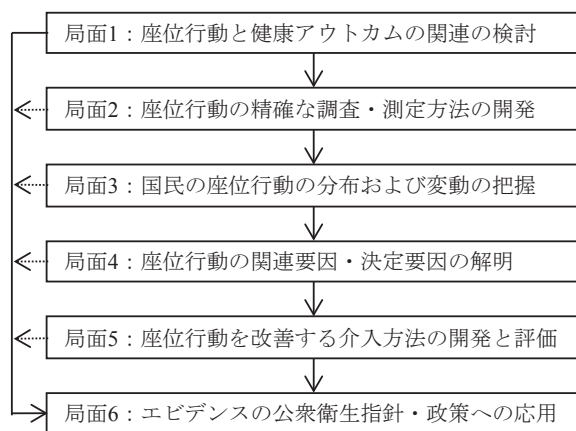 局面1：座位行動と健康アウトカムの関連の検討
局面2：座位行動の精確な調査・測定方法の開発
局面3：国民の座位行動の分布および変動の把握
局面4：座位行動の関連要因・決定要因の解明
局面5：座位行動を改善する介入方法の開発と評価
局面6：エビデンスの公衆衛生指針・政策への応用